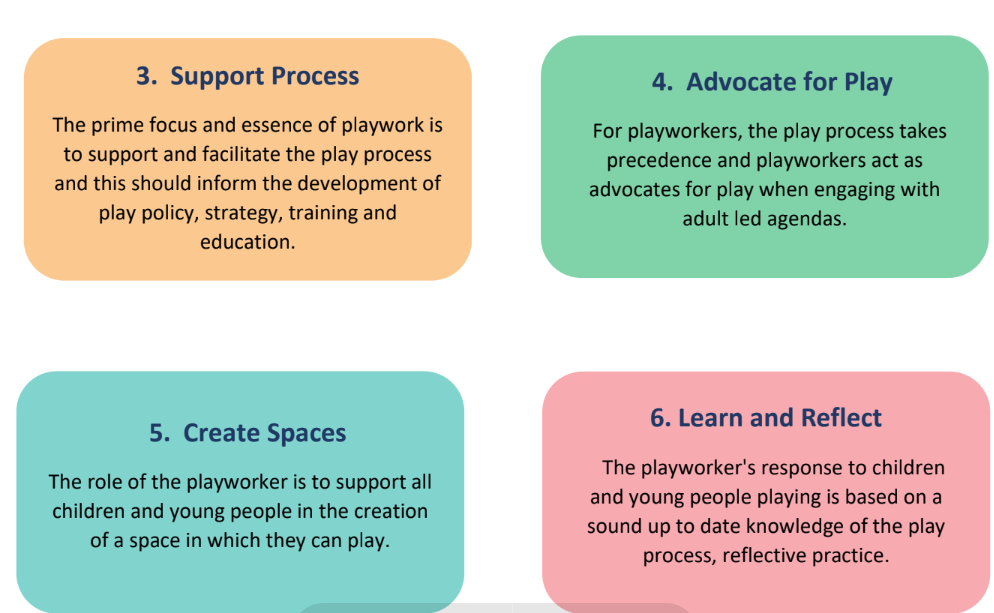 3.  Support Process
The prime focus and essence of playwork is
to support and facilitate the play process
and this should inform the development of
play policy, strategy, training and
education.
4.  Advocate for Play
For playworkers, the play process takes
precedence and playworkers act as
advocates for play when engaging with
adult led agendas.
5.  Create Spaces
The role of the playworker is to support all
children and young people in the creation
of a space in which they can play.
6. Learn and Reflect
The playworker's response to children
and young people playing is based on a
sound up to date knowledge of the play
process, reflective practice.